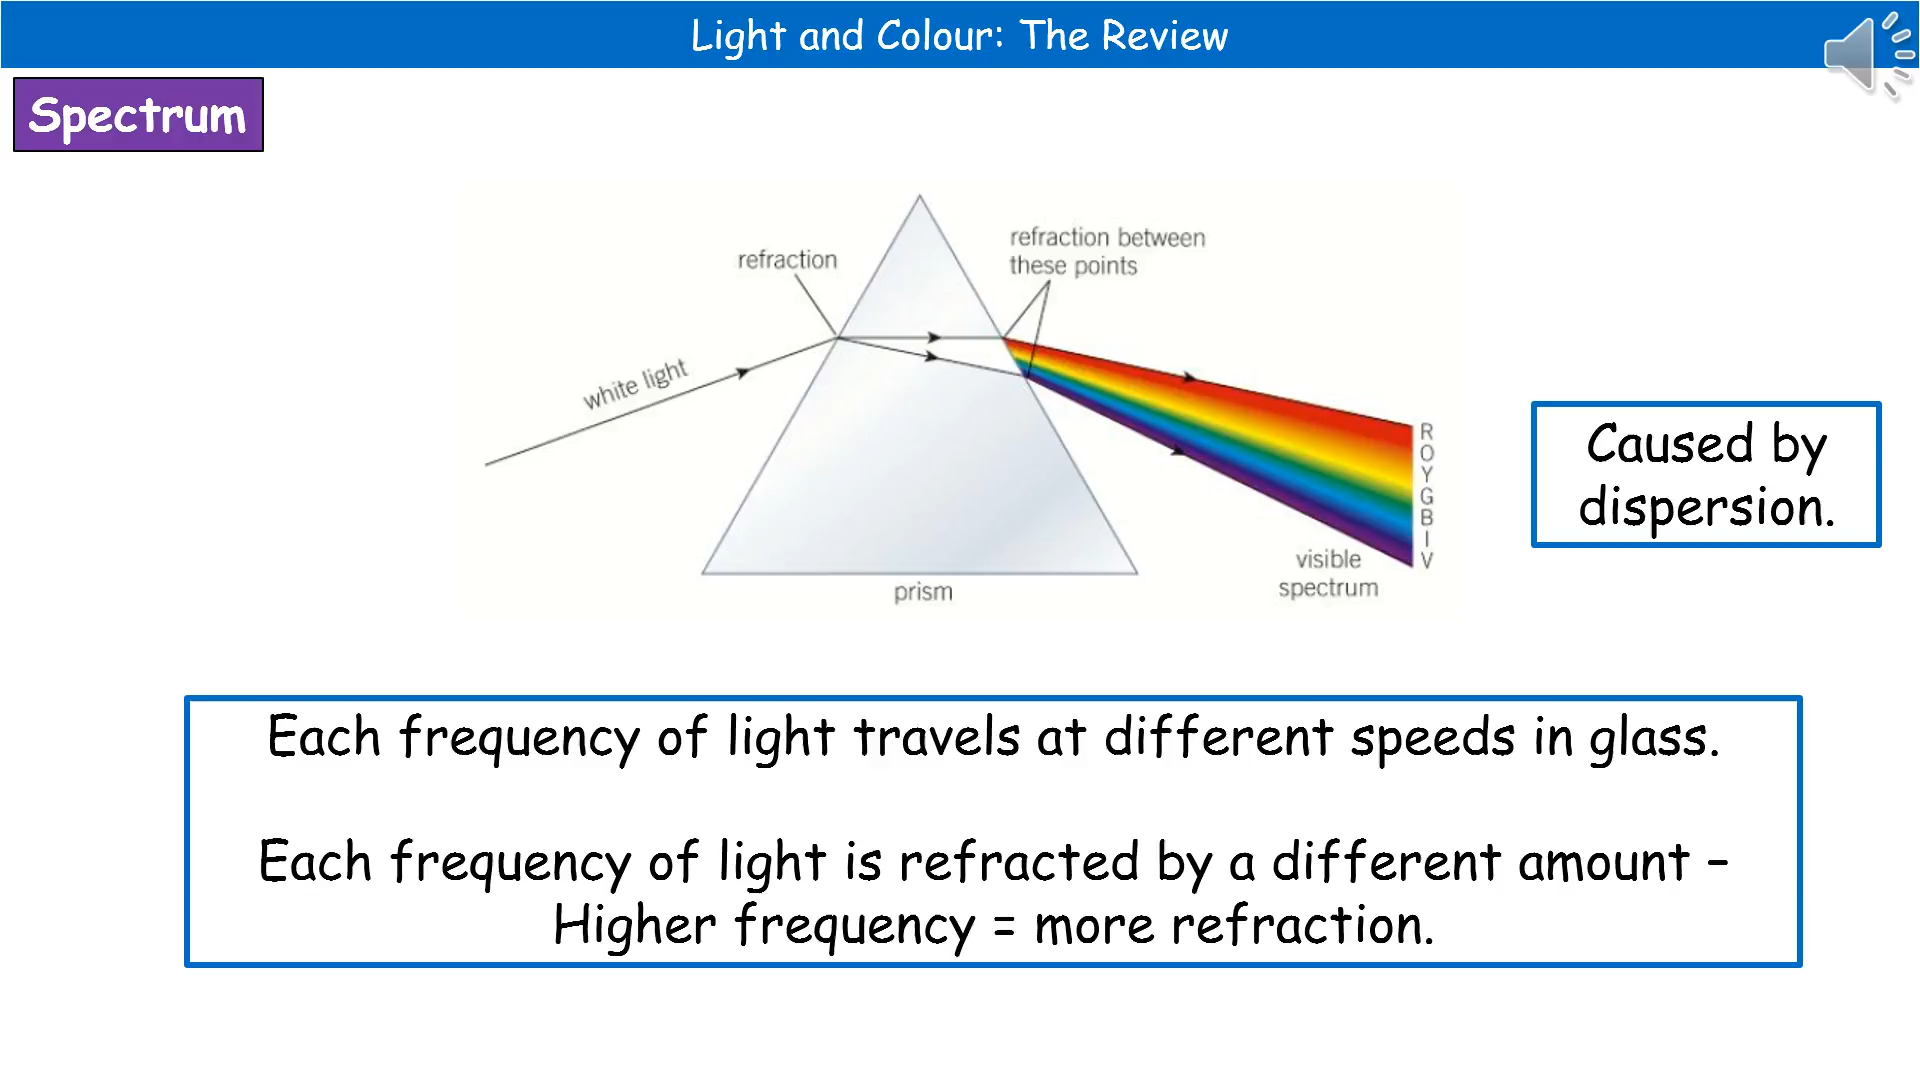 Light and Colour: The Review
Spectrum
refraction
refraction between
these points
white light
R
O
Y
G
B
I
V
visible
spectrum
prism
Caused by
dispersion.
Each frequency of light travels at different speeds in glass.
Each frequency of light is refracted by a different amount –
Higher frequency = more refraction.